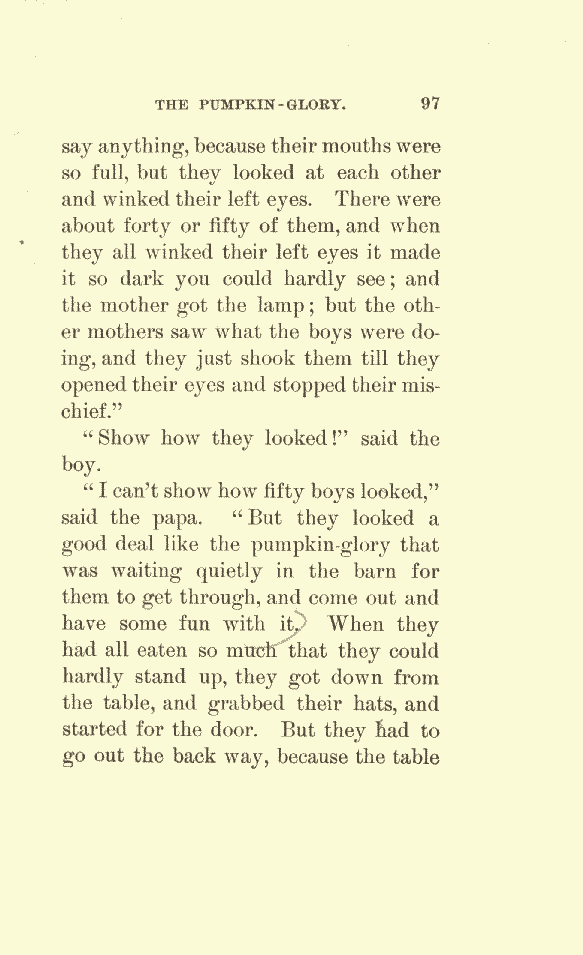 THE PUMPKIN-GLORY. 97
say anything, because their mouths were
so full, but they looked at each other
and winked their left eyes. There were
about forty or fifty of them, and when
they all winked their left eyes it made
it so dark you could hardly see; and
the mother got the lamp; but the oth-
er mothers saw what the boys were do-
ing, and they just shook them till they
opened their eyes and stopped their mis-
chief.”
“Show how they looked!” said the
boy.
“I can’t show how fifty boys looked,”
said the papa. “But they looked a
good deal like the pumpkin-glory that
was waiting quietly in the barn for
them to get through, and come out and
have some fun with it. When they
had all eaten so much that they could
hardly stand up, they got down from
the table, and grabbed their hats, and
started for the door. But they had to
go out the back way, because the table